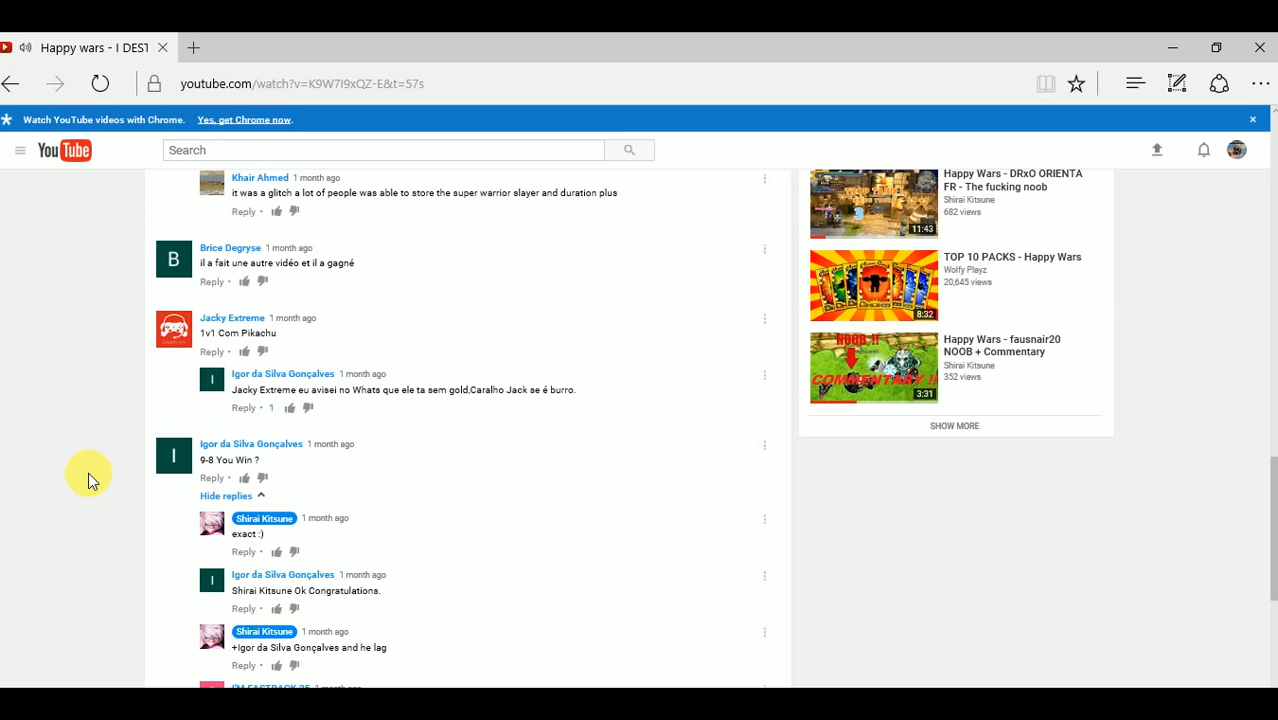 Happy wars - I DEST
youtube.com/watch?v=K9W7I9xQZ-E&t=57s
Watch YouTube videos with Chrome. Yes, get Chrome now.
YouTube
Search
Khair Ahmed 1 month ago
it was a glitch a lot of people was able to store the super warrior slayer and duration plus
Reply •
B
Brice Degryse 1 month ago
il a fait une autre vidéo et il a gagné
Reply •
Jacky Extreme 1 month ago
1v1 Com Pikachu
Reply •
I
Igor da Silva Gonçalves 1 month ago
Jacky Extreme eu avisei no Whats que ele ta sem gold,Caralho Jack se é burro.
Reply • 1
I
Igor da Silva Gonçalves 1 month ago
9-8 You Win ?
Reply •
Hide replies
Shirai Kitsune 1 month ago
exact :)
Reply •
I
Igor da Silva Gonçalves 1 month ago
Shirai Kitsune Ok Congratulations.
Reply •
Shirai Kitsune 1 month ago
+Igor da Silva Gonçalves and he lag
Reply •
3
11:43
Happy Wars - DRxO ORIENTA
FR - The fucking noob
Shirai Kitsune
682 views
8:32
TOP 10 PACKS - Happy Wars
Wolfy Playz
20,645 views
NOOB !!
COMMENTARY !!
3:31
Happy Wars - fausnair20
NOOB + Commentary
Shirai Kitsune
352 views
SHOW MORE